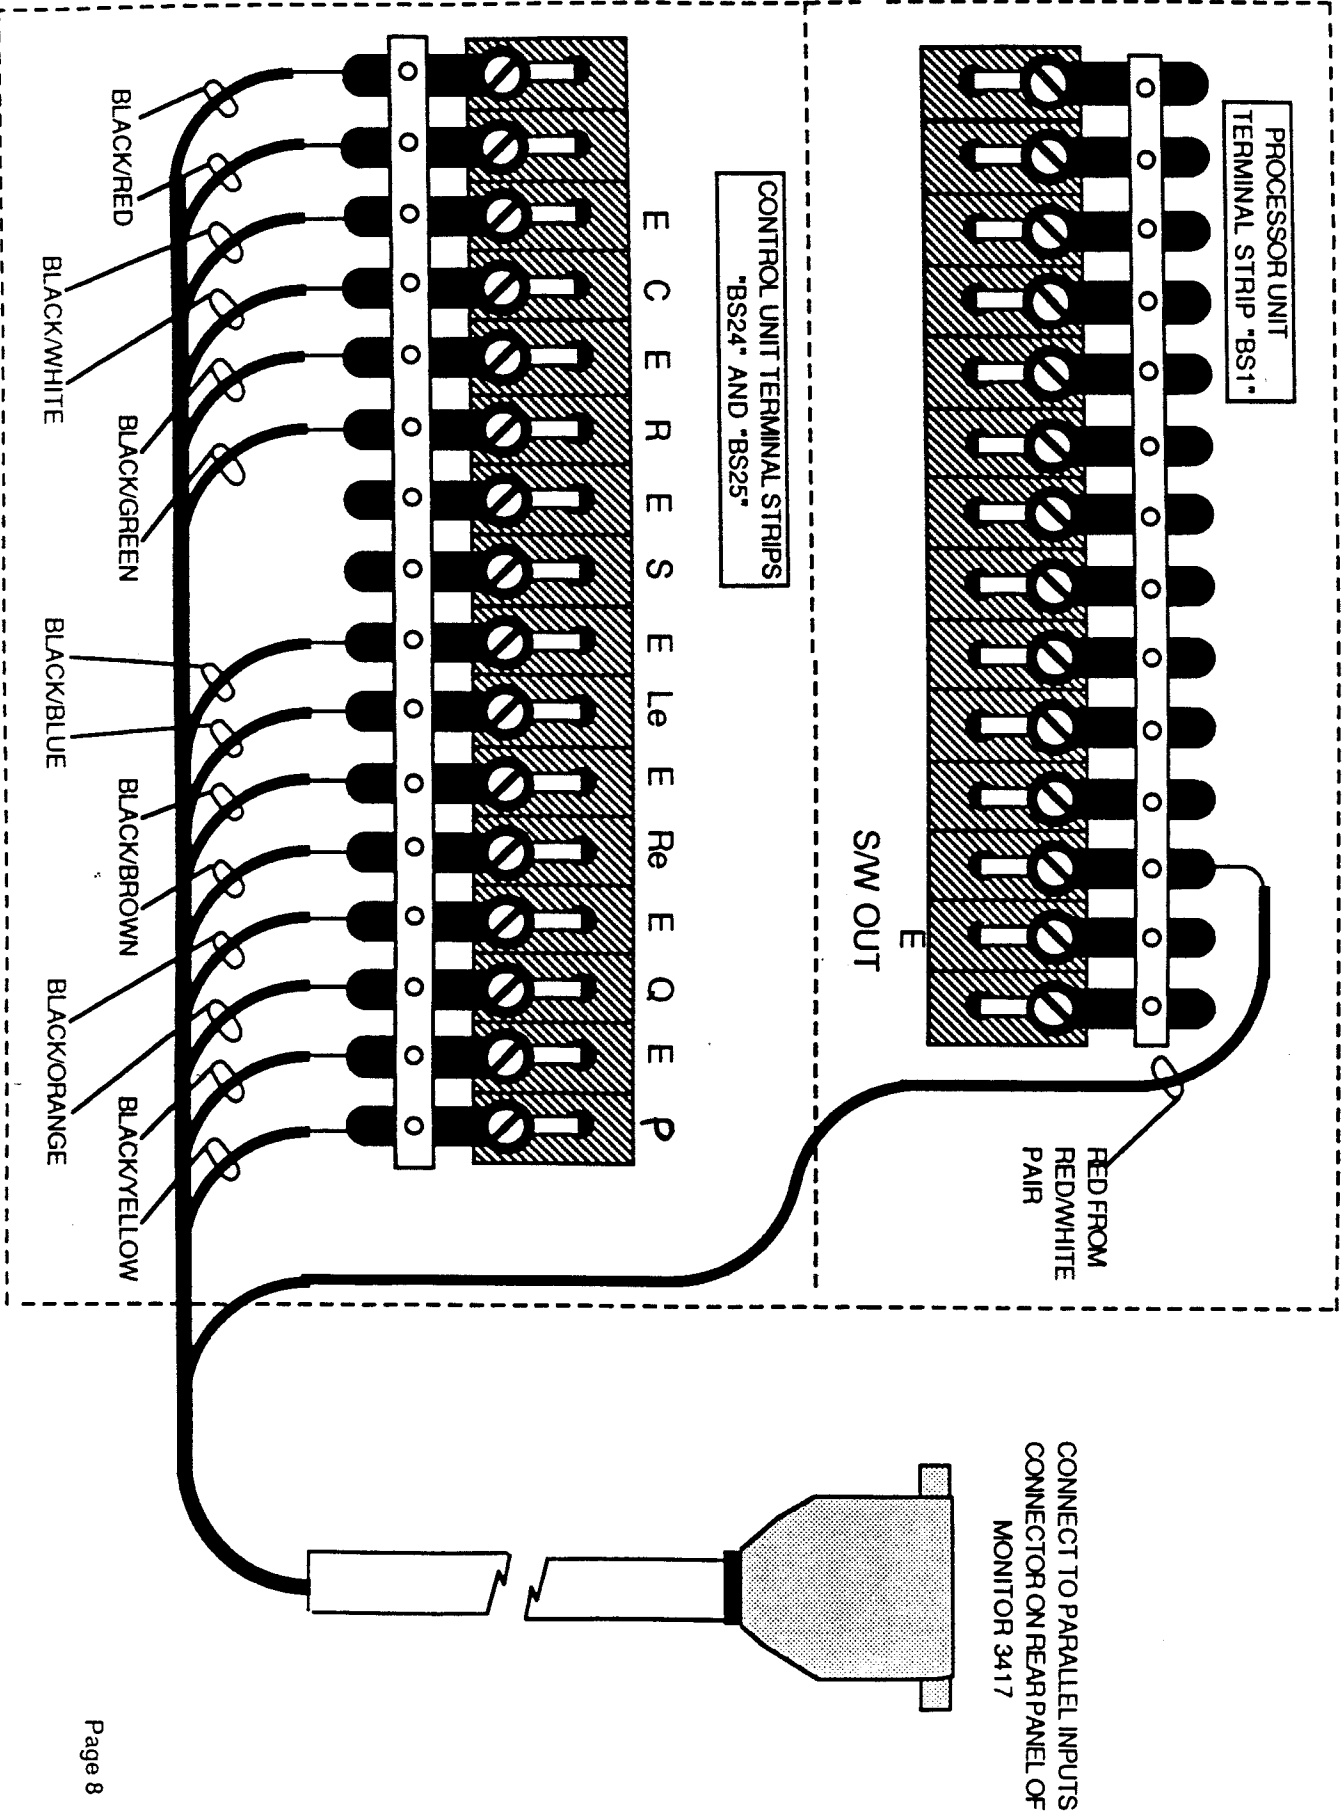 PROCESSOR UNIT
TERMINAL STRIP "BS1"
E
S/W OUT
RED FROM
RED/WHITE
PAIR
CONNECT TO PARALLEL INPUTS
CONNECTOR ON REAR PANEL OF
MONITOR 3417
CONTROL UNIT TERMINAL STRIPS
"BS24" AND "BS25"
E C E R E S E Le E Re E Q E P
BLACK/RED
BLACK/WHITE
BLACK/GREEN
BLACK/BLUE
BLACK/BROWN
BLACK/ORANGE
BLACK/YELLOW
Page 8